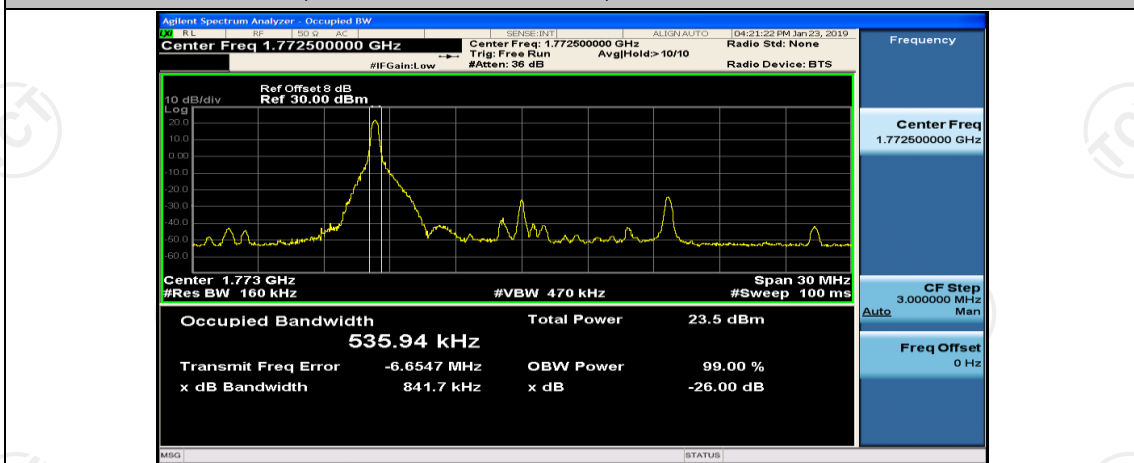 Agilent Spectrum Analyzer - Occupied BW
LXI RL RF 50 Ω AC SENSE:INT ALIGN AUTO 04:21:22 PM Jan 23, 2019
Center Freq 1.772500000 GHz Center Freq: 1.772500000 GHz Radio Std: None Frequency
Trig: Free Run Avg|Hold:> 10/10
#IFGain:Low #Atten: 36 dB Radio Device: BTS
Ref Offset 8 dB
10 dB/div Ref 30.00 dBm
Log
20.0
10.0
0.00
-10.0
-20.0
-30.0
-40.0
-50.0
-60.0
Center Freq
1.772500000 GHz
Center 1.773 GHz Span 30 MHz
#Res BW 160 kHz #VBW 470 kHz #Sweep 100 ms
CF Step
3.000000 MHz
Auto Man
Occupied Bandwidth Total Power 23.5 dBm
535.94 kHz
Freq Offset
0 Hz
Transmit Freq Error -6.6547 MHz OBW Power 99.00 %
x dB Bandwidth 841.7 kHz x dB -26.00 dB
MSG STATUS